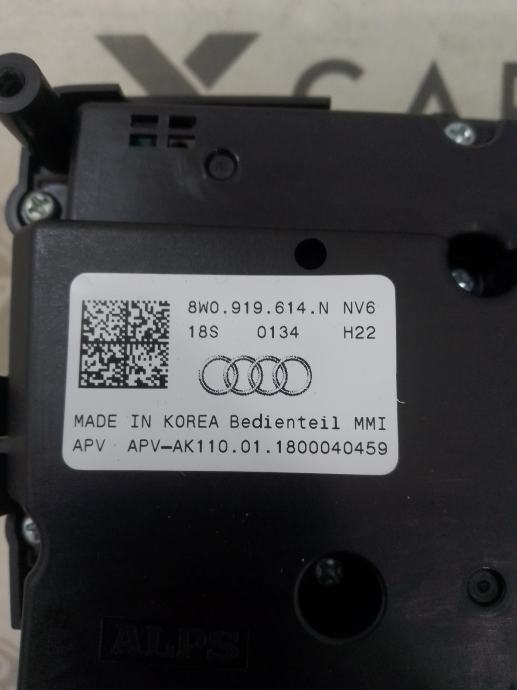 8W0.919.614.N NV6
18S 0134 H22
MADE IN KOREA Bedienteil MMI
APV APV-AK110.01.1800040459
ALPS